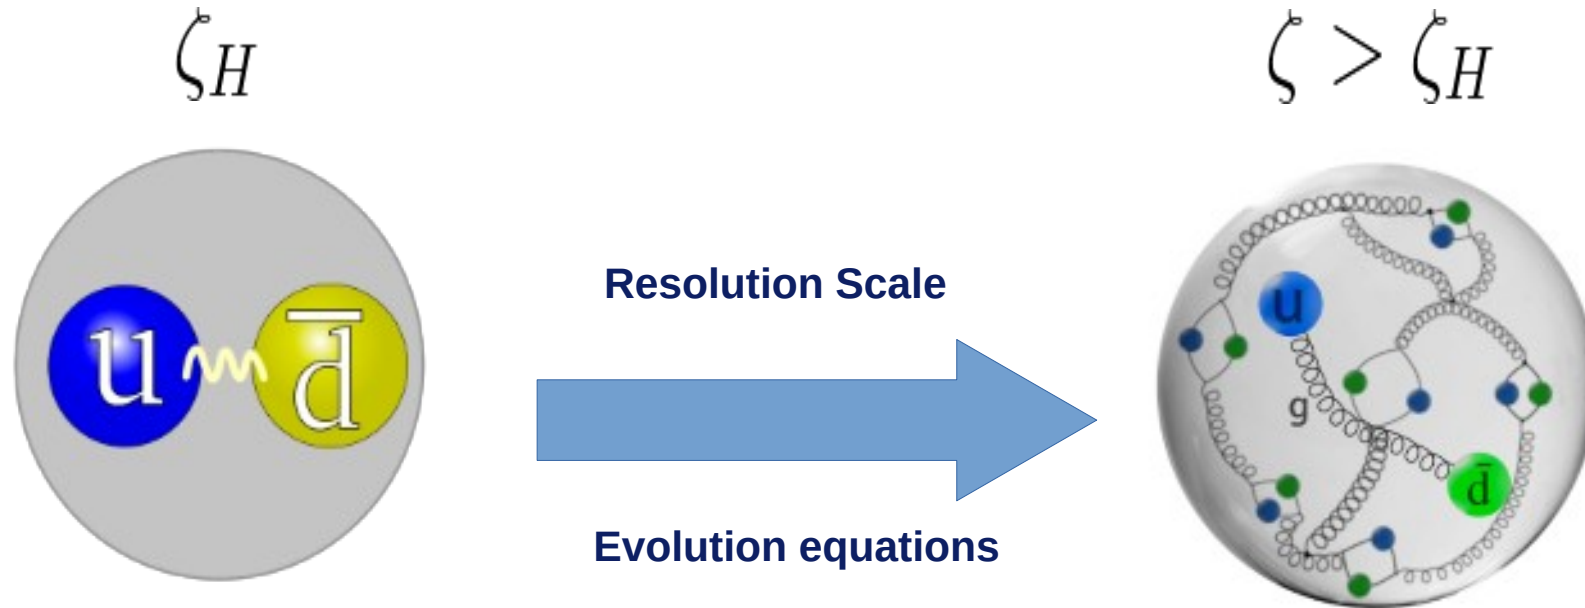 ζ_H
ζ > ζ_H
u d̄
Resolution Scale
Evolution equations
u
g
d̄